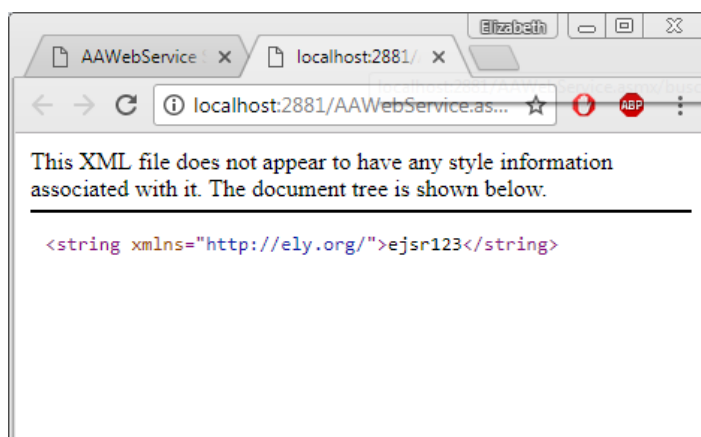 Elizabeth
AAWebService
localhost:2881/
localhost:2881/AAWebService.as...
ABP
This XML file does not appear to have any style information
associated with it. The document tree is shown below.
<string xmlns="http://ely.org/">ejsr123</string>